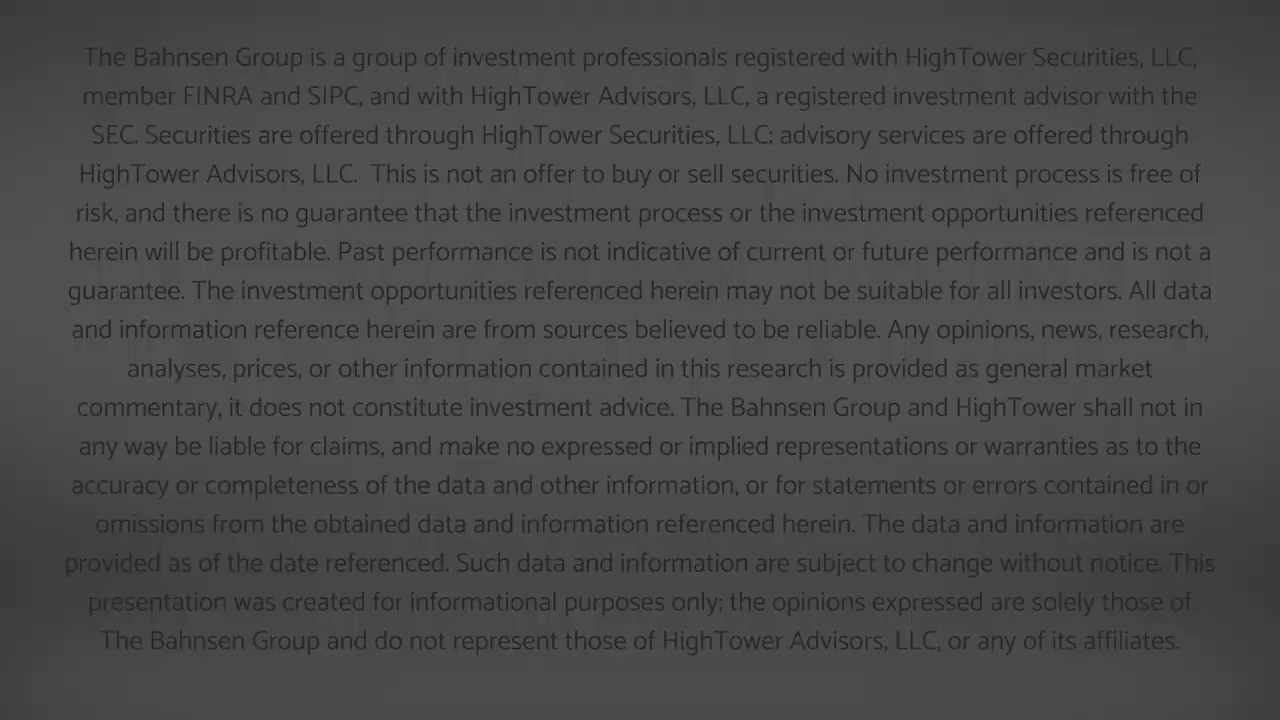 The Bahnsen Group is a group of investment professionals registered with HighTower Securities, LLC,
member FINRA and SIPC, and with HighTower Advisors, LLC, a registered investment advisor with the
SEC. Securities are offered through HighTower Securities, LLC; advisory services are offered through
HighTower Advisors, LLC.  This is not an offer to buy or sell securities. No investment process is free of
risk, and there is no guarantee that the investment process or the investment opportunities referenced
herein will be profitable. Past performance is not indicative of current or future performance and is not a
guarantee. The investment opportunities referenced herein may not be suitable for all investors. All data
and information reference herein are from sources believed to be reliable. Any opinions, news, research,
analyses, prices, or other information contained in this research is provided as general market
commentary, it does not constitute investment advice. The Bahnsen Group and HighTower shall not in
any way be liable for claims, and make no expressed or implied representations or warranties as to the
accuracy or completeness of the data and other information, or for statements or errors contained in or
omissions from the obtained data and information referenced herein. The data and information are
provided as of the date referenced. Such data and information are subject to change without notice. This
presentation was created for informational purposes only; the opinions expressed are solely those of
The Bahnsen Group and do not represent those of HighTower Advisors, LLC, or any of its affiliates.